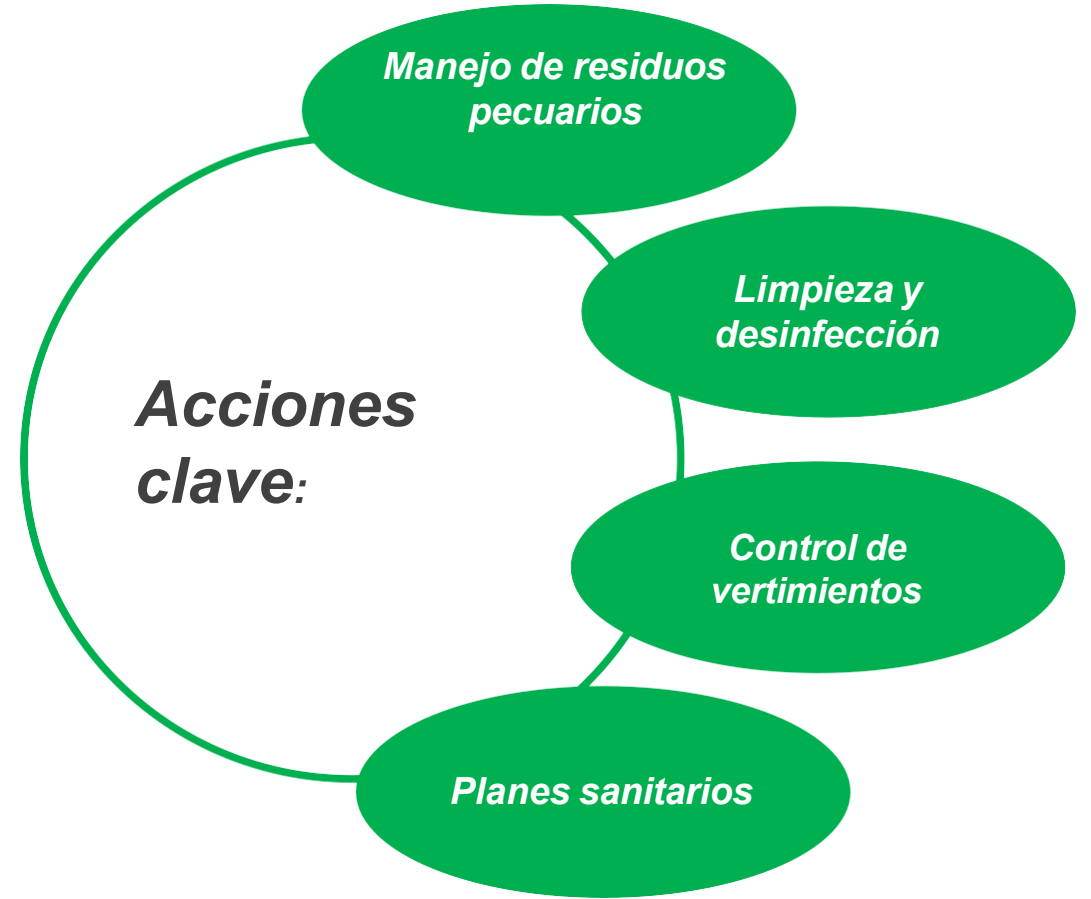 Manejo de residuos
pecuarios
Limpieza y
desinfección
Acciones
clave:
Control de
vertimientos
Planes sanitarios